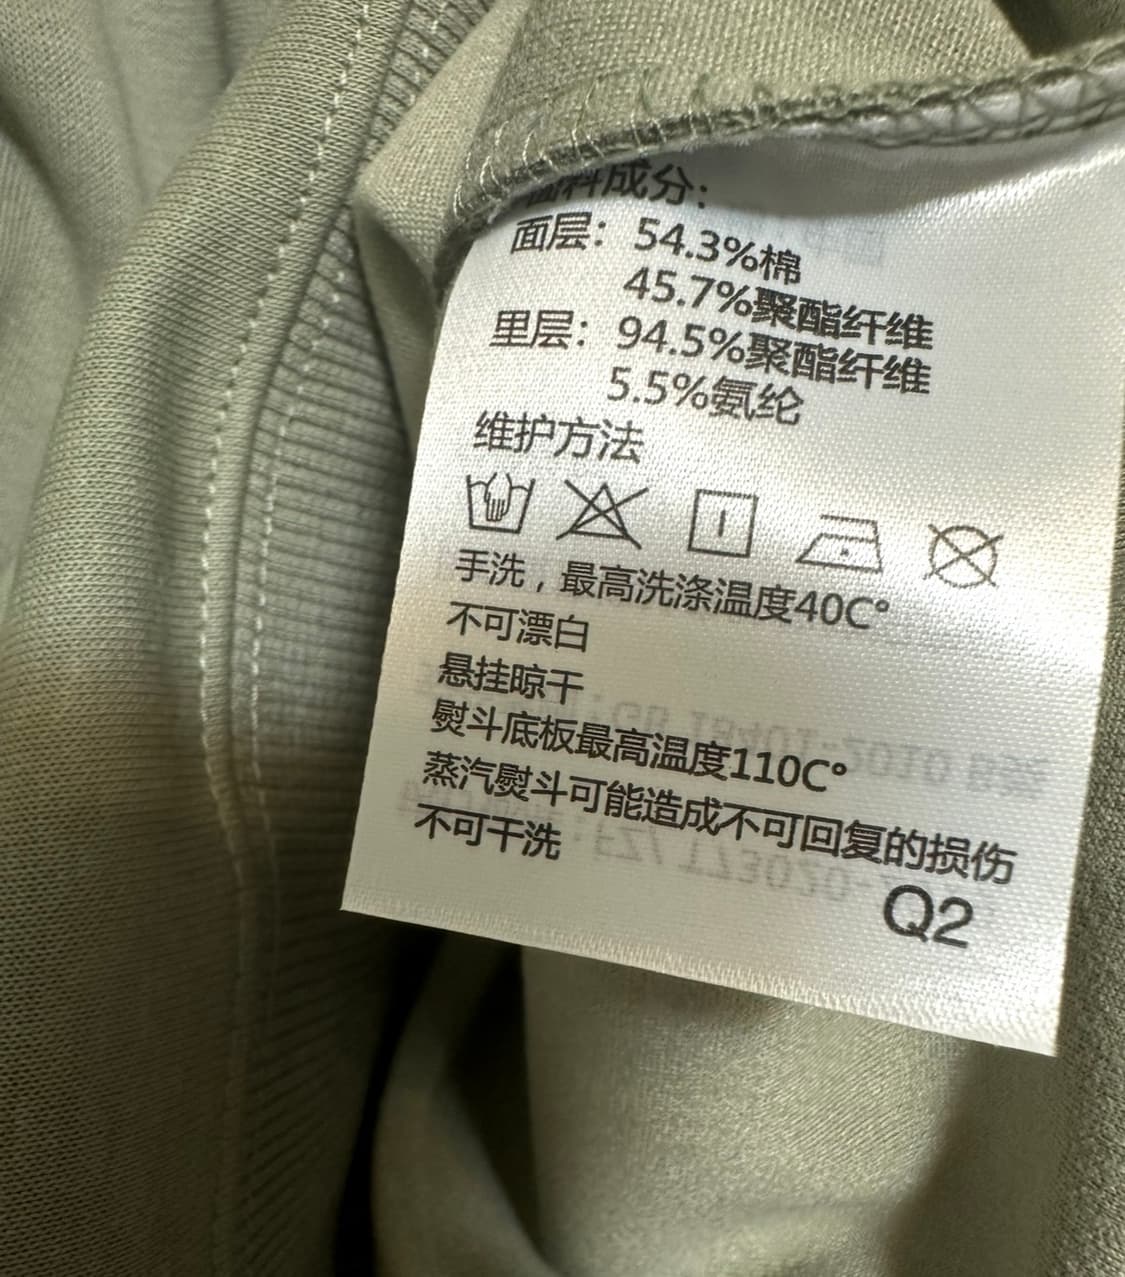 面料成分：
面层：54.3%棉
45.7%聚酯纤维
里层：94.5%聚酯纤维
5.5%氨纶
维护方法
手洗，最高洗涤温度40C°
不可漂白
悬挂晾干
熨斗底板最高温度110C°
蒸汽熨斗可能造成不可回复的损伤
不可干洗
Q2